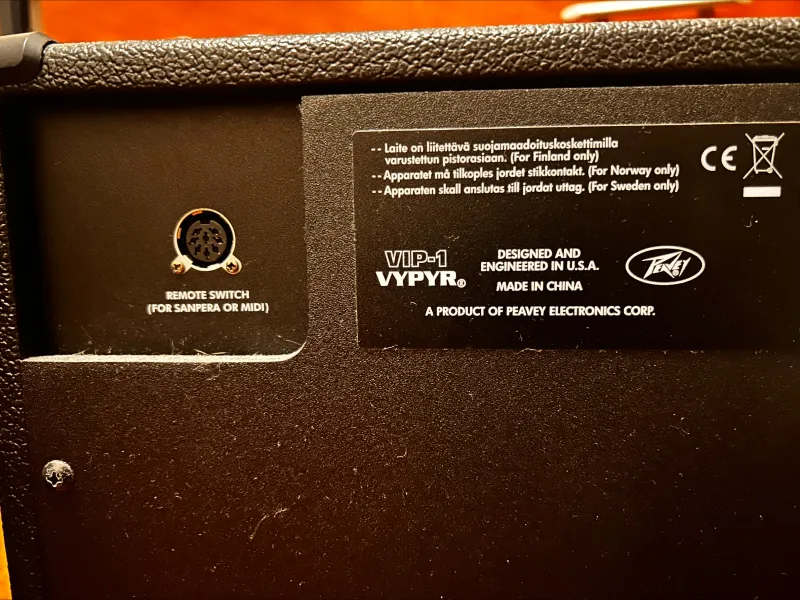 -- Laite on liitettävä suojamaadoituskoskettimilla
varustettun pistorasiaan. (For Finland only)
-- Apparatet må tilkoples jordet stikkontakt. (For Norway only)
-- Apparaten skall anslutas till jordat uttag. (For Sweden only)
CE
VIP-1
VYPYR®
DESIGNED AND
ENGINEERED IN U.S.A.
MADE IN CHINA
PEAVEY®
A PRODUCT OF PEAVEY ELECTRONICS CORP.
REMOTE SWITCH
(FOR SANPERA OR MIDI)